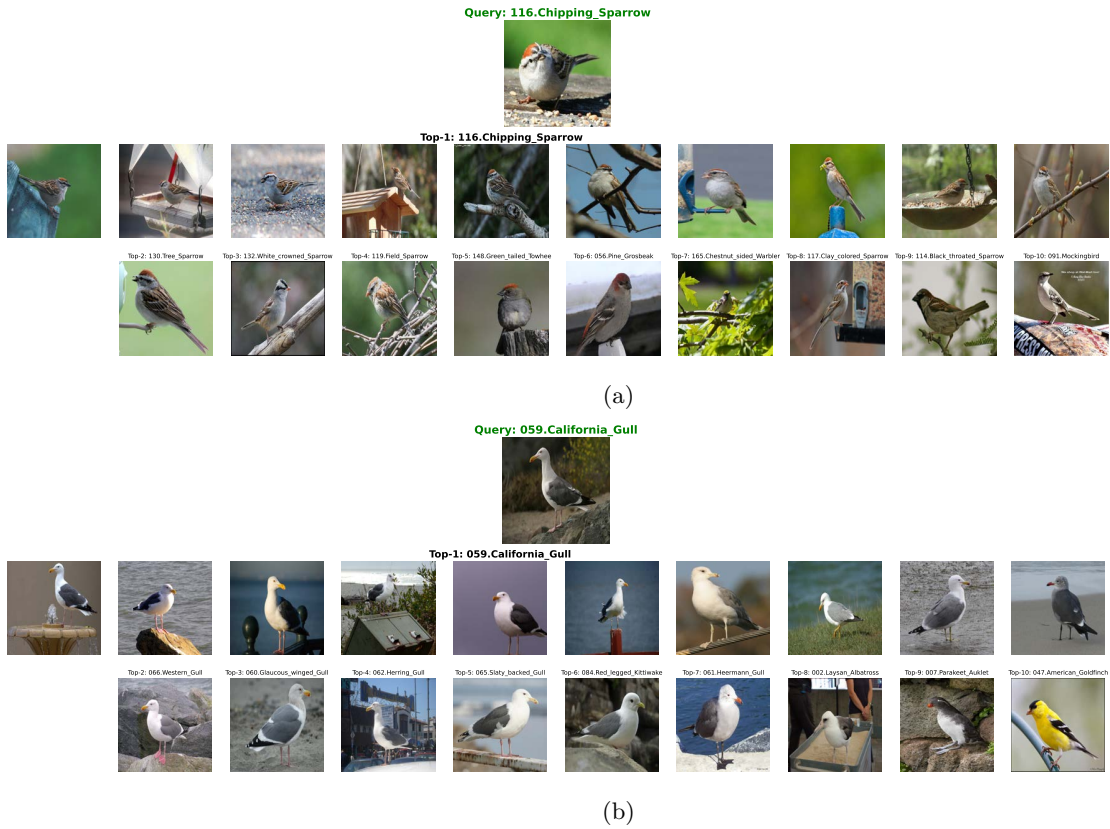 Query: 116.Chipping_Sparrow
Top-1: 116.Chipping_Sparrow
Top-2: 130.Tree_Sparrow
Top-3: 132.White_crowned_Sparrow
Top-4: 119.Field_Sparrow
Top-5: 148.Green_tailed_Towhee
Top-6: 056.Pine_Grosbeak
Top-7: 165.Chestnut_sided_Warbler
Top-8: 117.Clay_colored_Sparrow
Top-9: 114.Black_throated_Sparrow
Top-10: 091.Mockingbird
PRESS
(a)
Query: 059.California_Gull
Top-1: 059.California_Gull
Top-2: 066.Western_Gull
Top-3: 060.Glaucous_winged_Gull
Top-4: 062.Herring_Gull
Top-5: 065.Slaty_backed_Gull
Top-6: 084.Red_legged_Kittiwake
Top-7: 061.Heermann_Gull
Top-8: 002.Laysan_Albatross
Top-9: 007.Parakeet_Auklet
Top-10: 047.American_Goldfinch
(b)